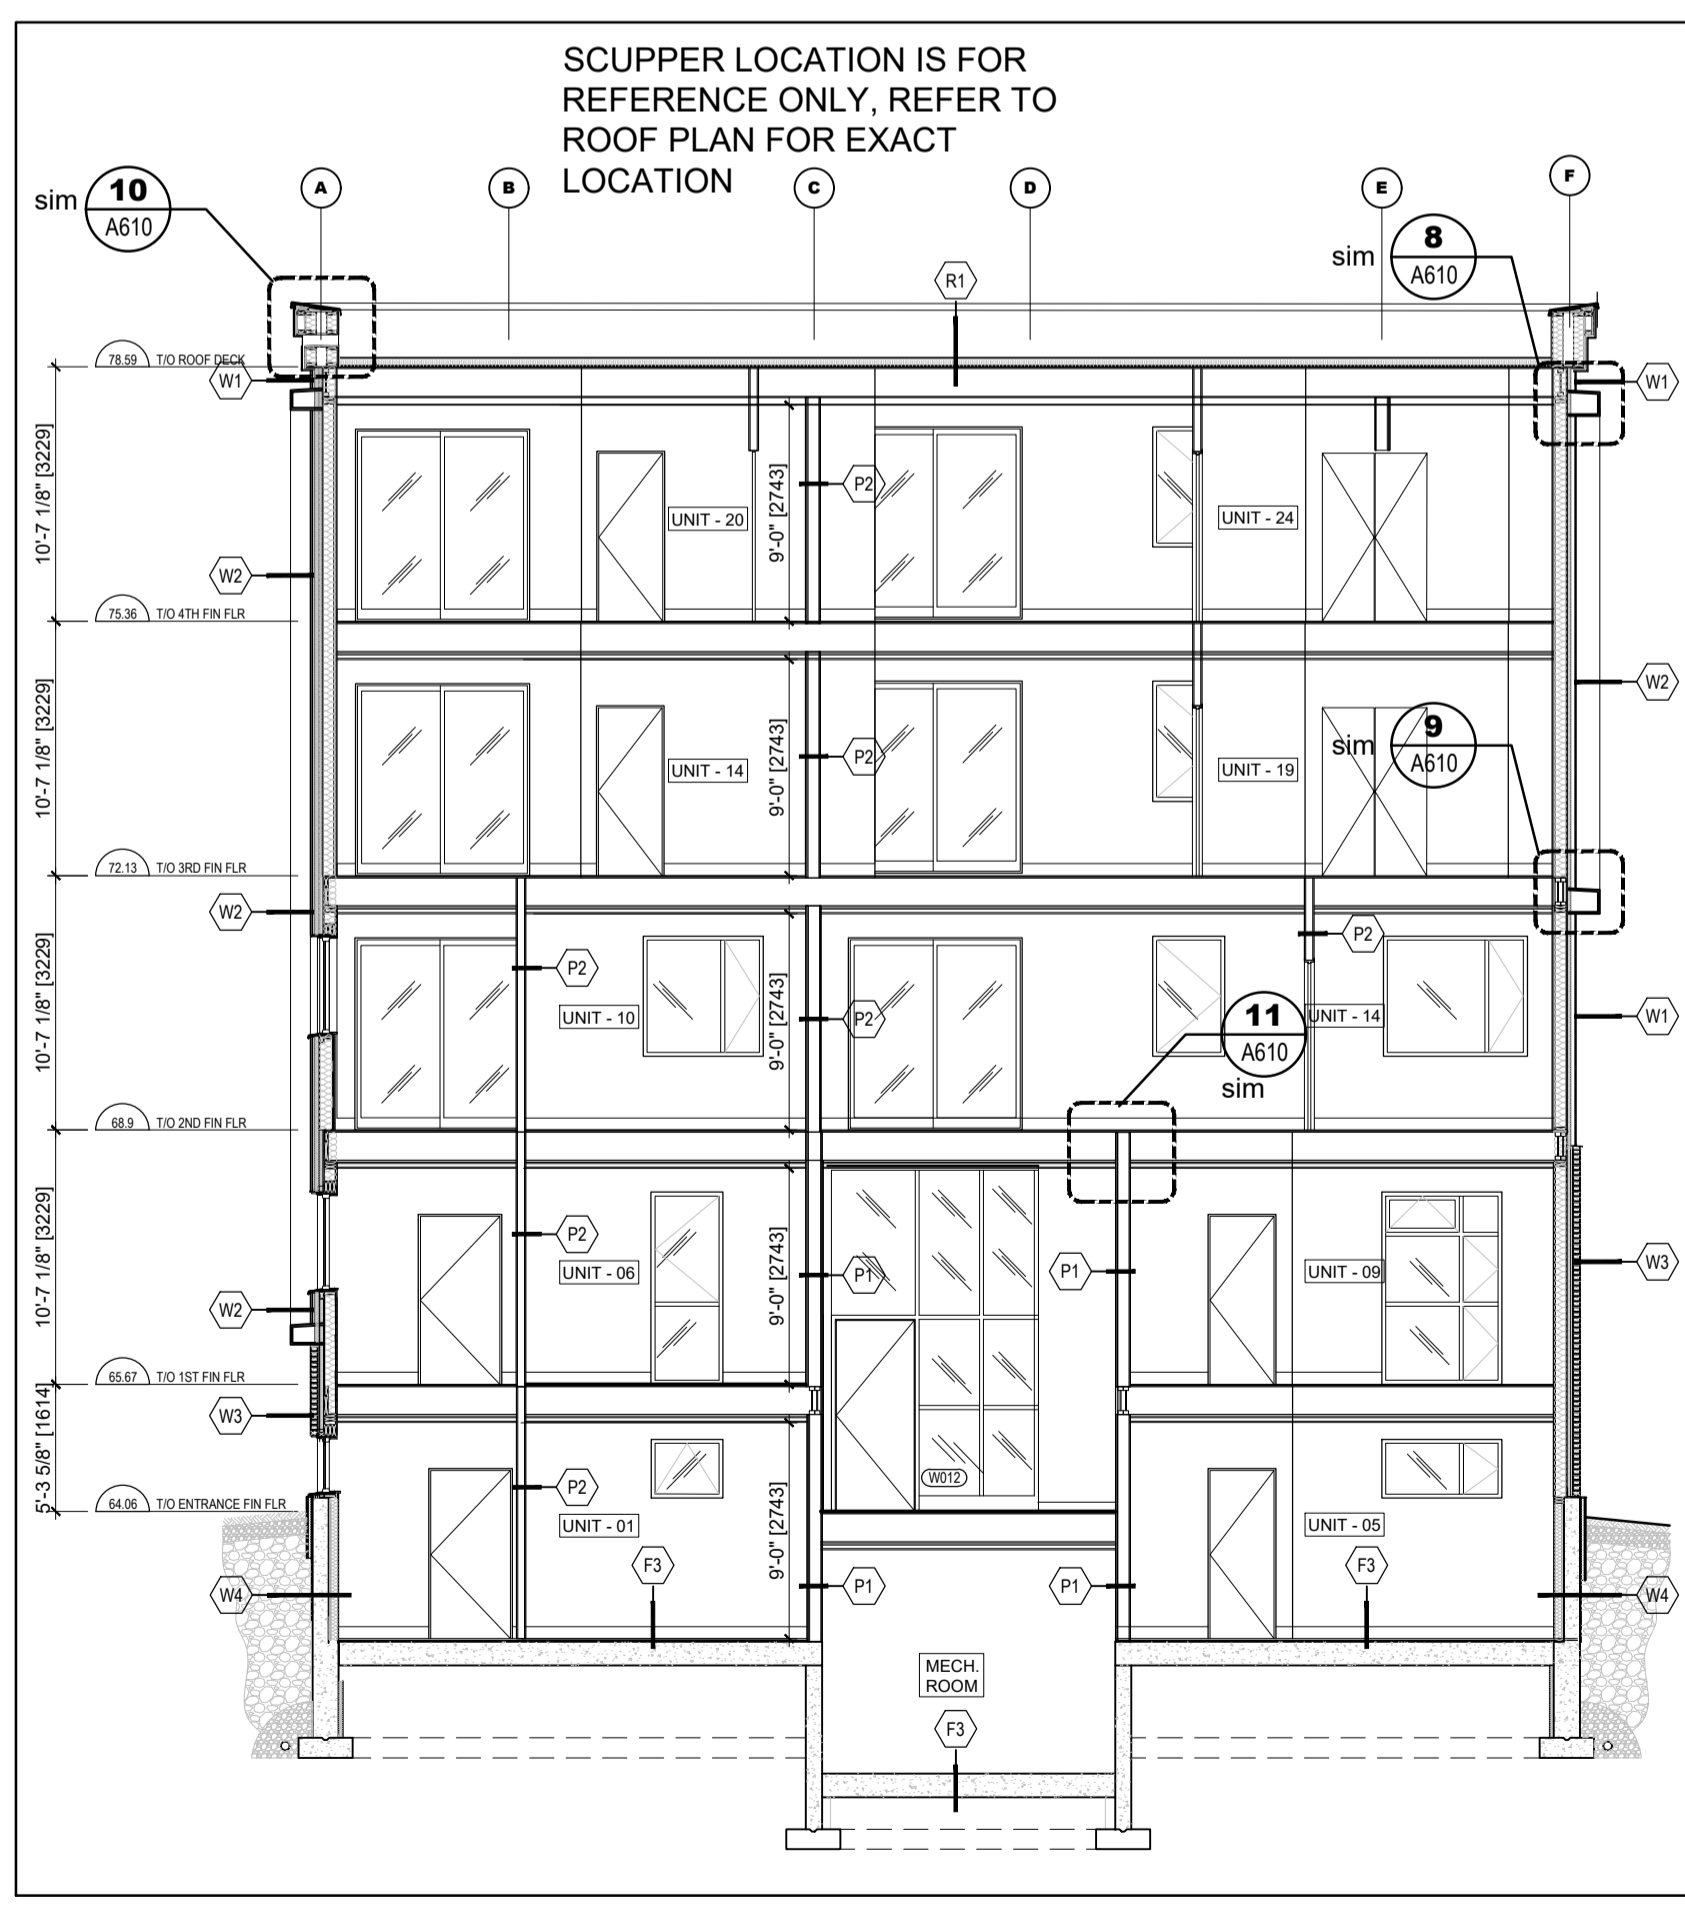 SCUPPER LOCATION IS FOR
REFERENCE ONLY, REFER TO
ROOF PLAN FOR EXACT
LOCATION
sim
10
A610
A
B
C
D
E
F
sim
8
A610
R1
78.59 T/O ROOF DECK
W1
W1
10'-7 1/8" [3229]
UNIT - 20
9'-0" [2743]
P2
UNIT - 24
W2
75.36 T/O 4TH FIN FLR
10'-7 1/8" [3229]
UNIT - 14
9'-0" [2743]
P2
UNIT - 19
W2
sim
9
A610
72.13 T/O 3RD FIN FLR
W2
10'-7 1/8" [3229]
P2
UNIT - 10
9'-0" [2743]
P2
P2
UNIT - 14
W1
11
A610
sim
68.9 T/O 2ND FIN FLR
10'-7 1/8" [3229]
P2
UNIT - 06
9'-0" [2743]
P1
P1
UNIT - 09
W3
W2
65.67 T/O 1ST FIN FLR
W3
5'-3 5/8" [1614]
64.06 T/O ENTRANCE FIN FLR
P2
UNIT - 01
9'-0" [2743]
W012
UNIT - 05
F3
F3
W4
P1
P1
W4
MECH.
ROOM
F3